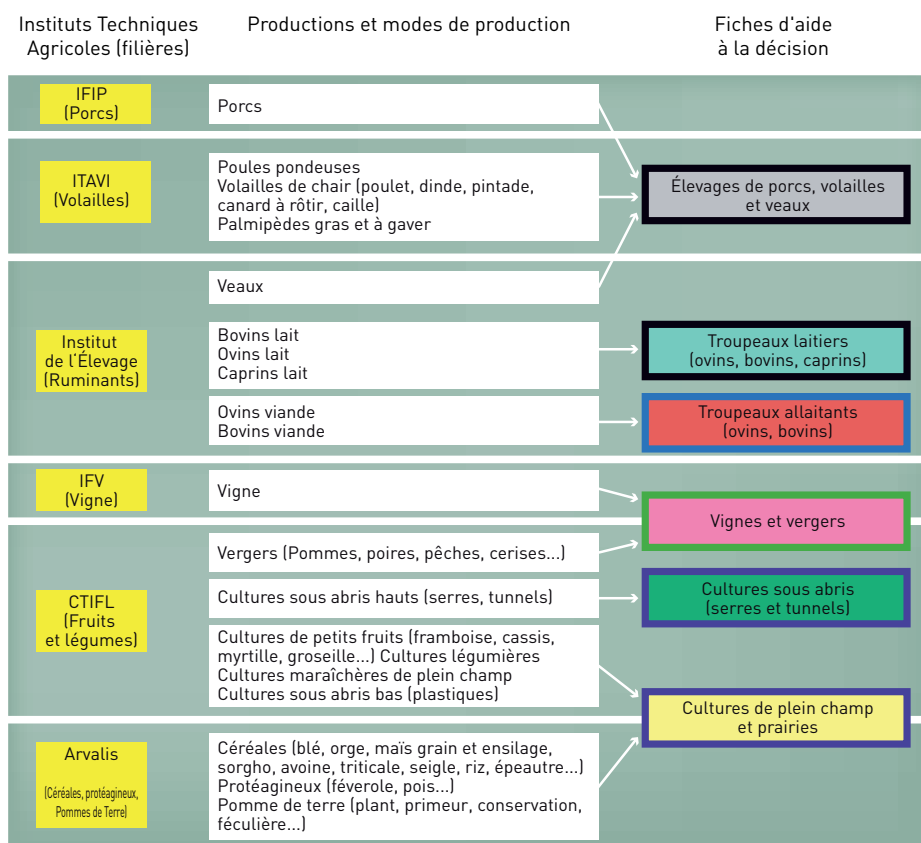 Instituts Techniques
Agricoles (filières)
Productions et modes de production
Fiches d'aide
à la décision
IFIP
(Porcs)
Porcs
ITAVI
(Volailles)
Poules pondeuses
Volailles de chair (poulet, dinde, pintade,
canard à rôtir, caille)
Palmipèdes gras et à gaver
Élevages de porcs, volailles
et veaux
Institut
de l'Élevage
(Ruminants)
Veaux
Bovins lait
Ovins lait
Caprins lait
Troupeaux laitiers
(ovins, bovins, caprins)
Ovins viande
Bovins viande
Troupeaux allaitants
(ovins, bovins)
IFV
(Vigne)
Vigne
Vignes et vergers
CTIFL
(Fruits
et légumes)
Vergers (Pommes, poires, pêches, cerises...)
Cultures sous abris hauts (serres, tunnels)
Cultures sous abris
(serres et tunnels)
Cultures de petits fruits (framboise, cassis,
myrtille, groseille...) Cultures légumières
Cultures maraîchères de plein champ
Cultures sous abris bas (plastiques)
Cultures de plein champ
et prairies
Arvalis
(Céréales, protéagineux,
Pommes de Terre)
Céréales (blé, orge, maïs grain et ensilage,
sorgho, avoine, triticale, seigle, riz, épeautre...)
Protéagineux (féverole, pois...)
Pomme de terre (plant, primeur, conservation,
féculière...)